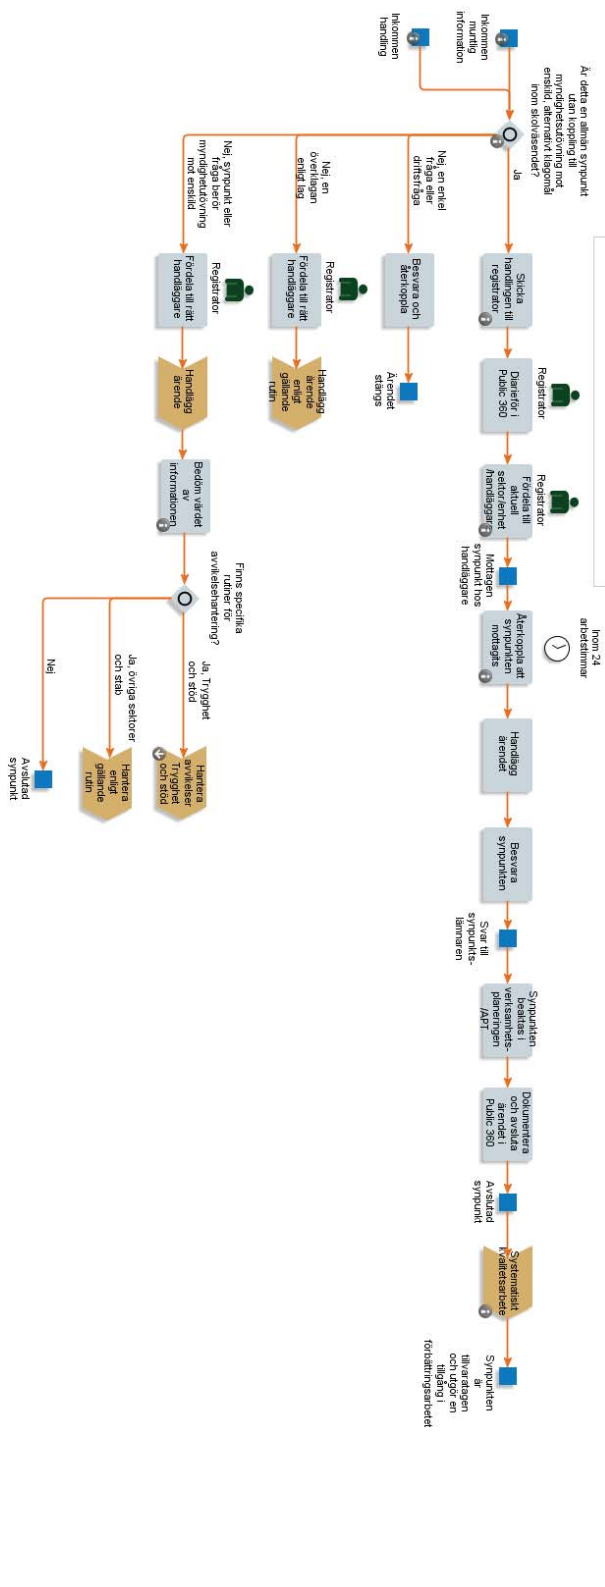 Inkommen
muntlig
information
Inkommen
handling
Är detta en allmän synpunkt
utan koppling till
myndighetsutövning mot
enskild, alternativt klagomål
inom skolväsendet?
Ja
Skicka
handlingen till
registrator
Registrator
Diarieför i
Public 360
Registrator
Fördela till
aktuell
sektor/enhet
/handläggare
Mottagen
synpunkt hos
handläggare
Inom 24
arbetstimmar
Återkoppla att
synpunkten
mottagits
Handlägg
ärendet
Besvara
synpunkten
Svar till
synpunkts-
lämnaren
Synpunkten
beaktas i
verksamhets-
planeringen
/APT
Dokumentera
och avsluta
ärendet i
Public 360
Avslutad
synpunkt
Systematiskt
kvalitetsarbete
Synpunkten
är
tillvaratagen
och utgör en
tillgång i
förbättringsarbetet
Nej, en enkel
fråga eller
driftsfråga
Besvara och
återkoppla
Ärendet
stängs
Nej, en
överklagan
enligt lag
Registrator
Fördela till rätt
handläggare
Handlägg
ärende
enligt
gällande
rutin
Nej, synpunkt eller
fråga berör
myndighetutövning
mot enskild
Registrator
Fördela till rätt
handläggare
Handlägg
ärende
Bedöm värdet
av
informationen
Finns specifika
rutiner för
avvikelsehantering?
Ja, Trygghet
och stöd
Hantera
avvikelser
Trygghet
och stöd
Ja, övriga sektorer
och stab
Hantera
enligt
gällande
rutin
Nej
Avslutad
synpunkt